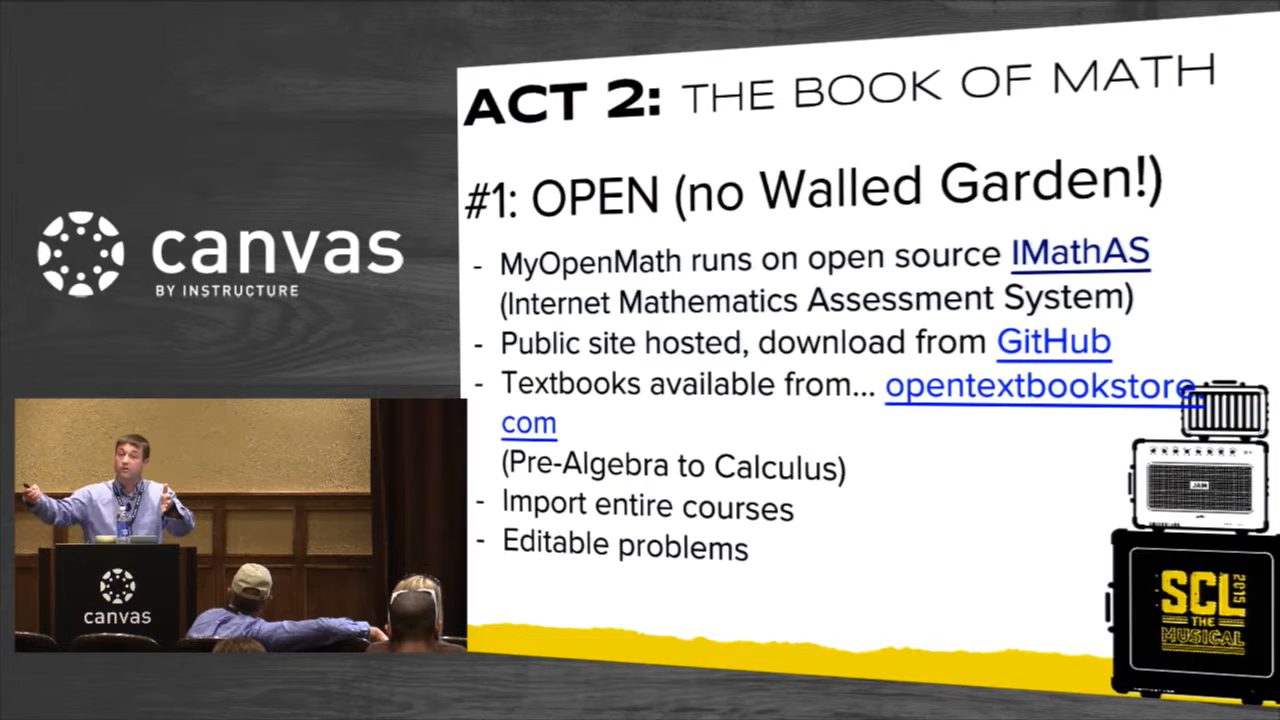 ACT 2: THE BOOK OF MATH
#1: OPEN (no Walled Garden!)
- MyOpenMath runs on open source IMathAS
(Internet Mathematics Assessment System)
- Public site hosted, download from GitHub
- Textbooks available from... opentextbookstore.
com
(Pre-Algebra to Calculus)
- Import entire courses
- Editable problems
canvas
BY INSTRUCTURE
canvas
JAM
SCL
2015
THE
MUSICAL